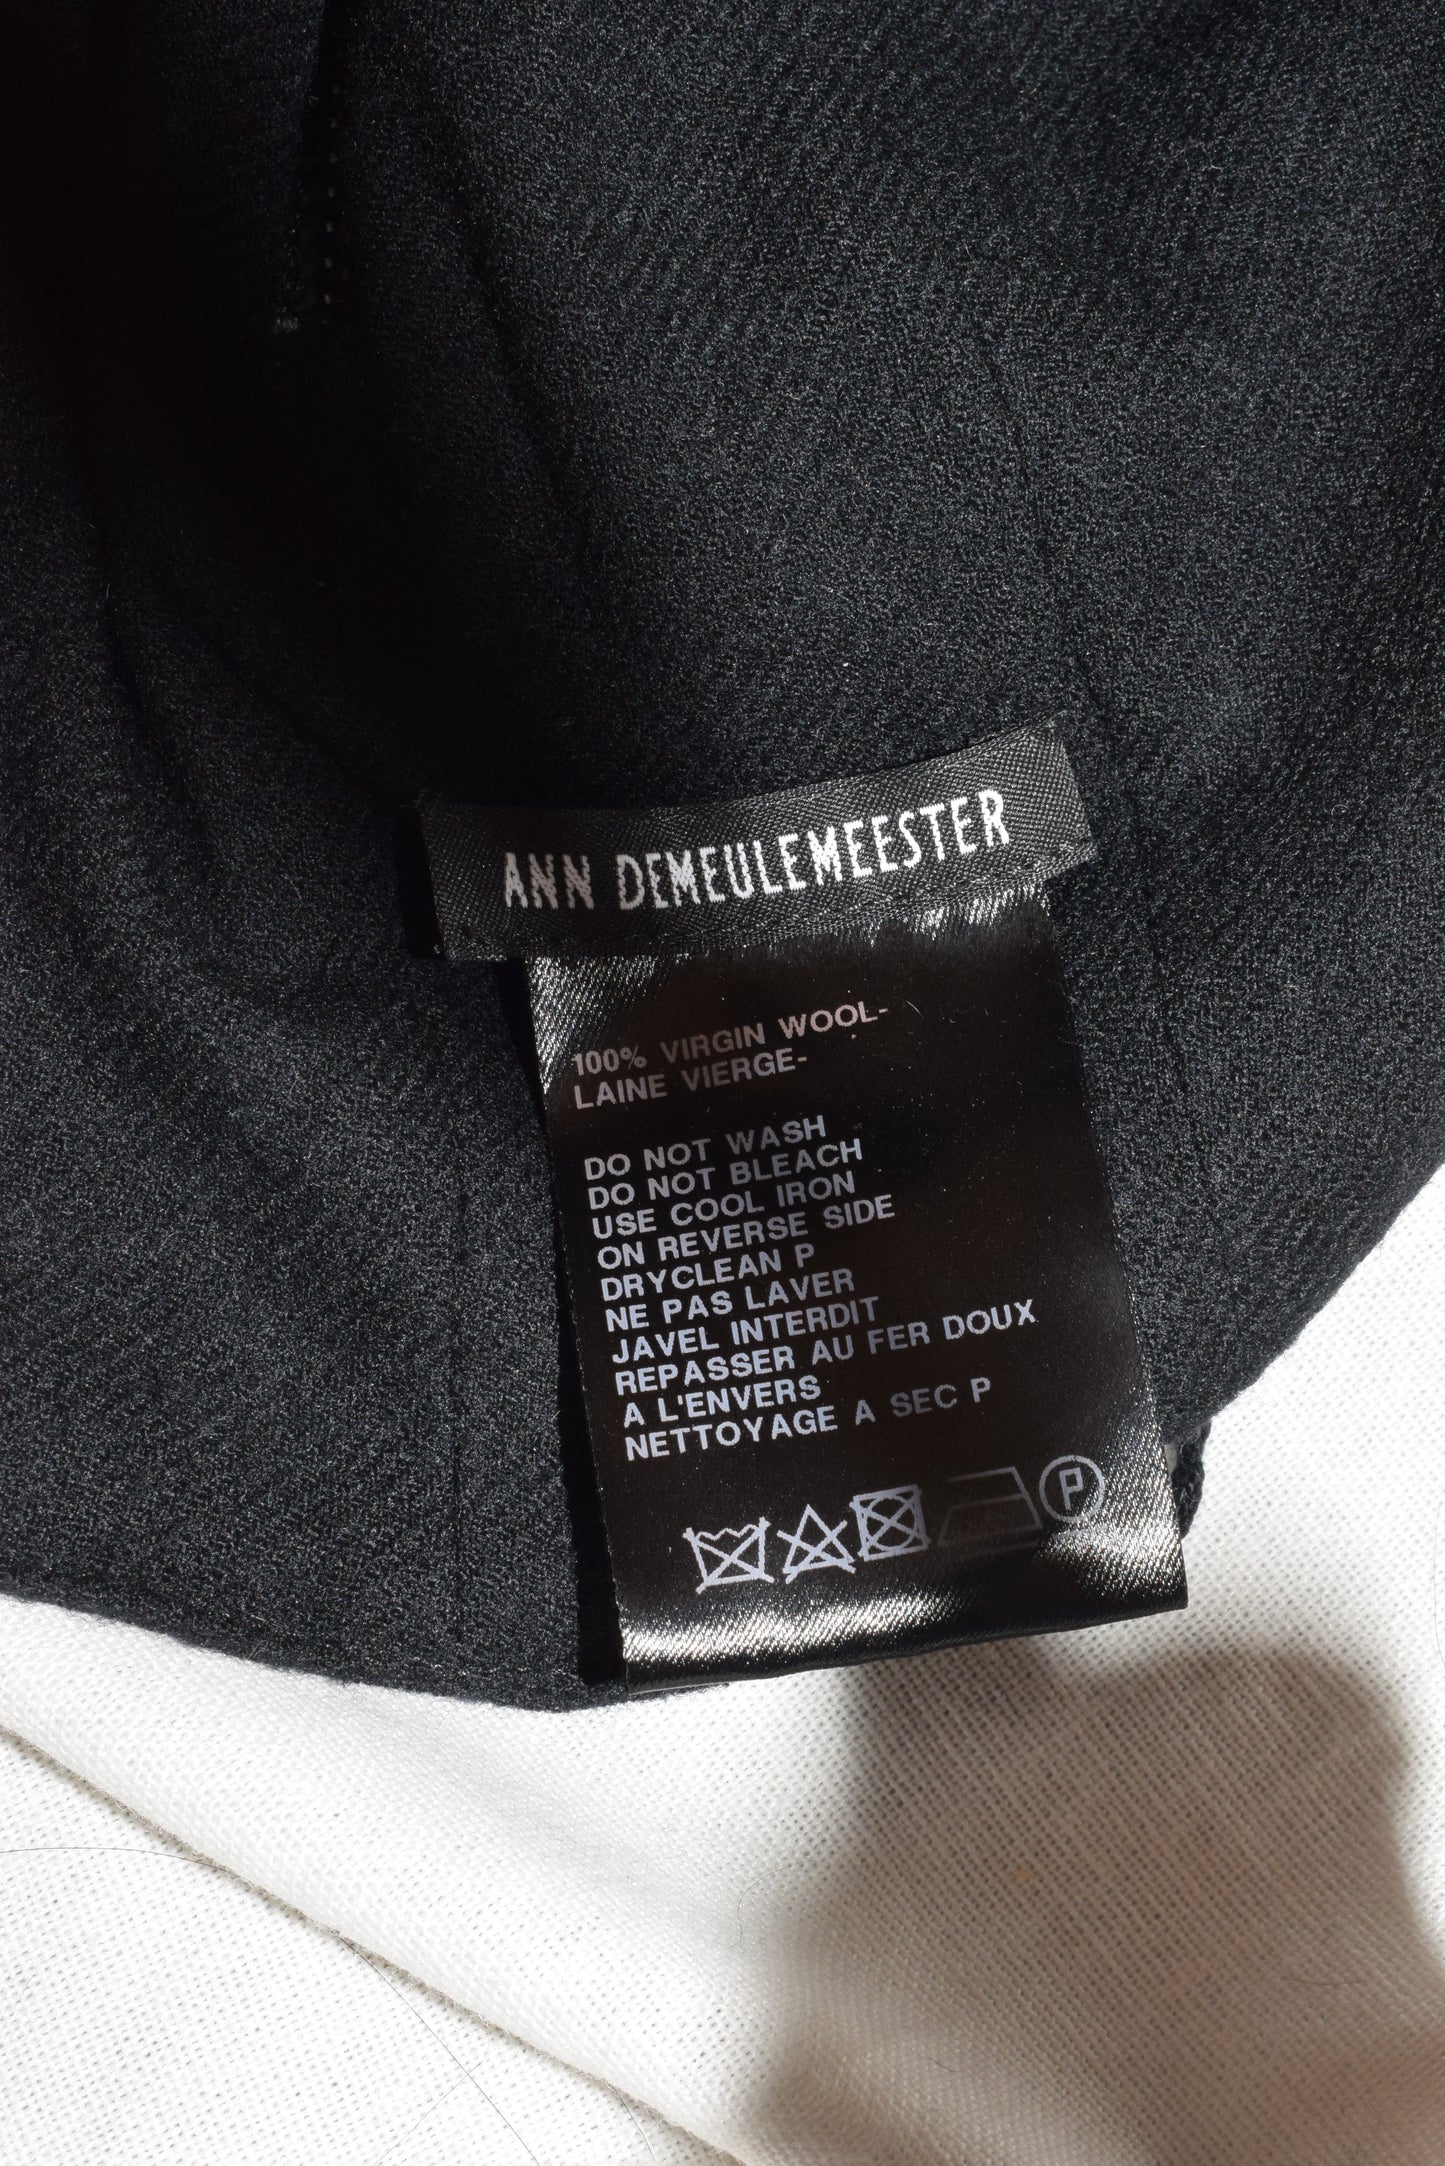 ANN DEMEULEMEESTER
100% VIRGIN WOOL-
LAINE VIERGE-
DO NOT WASH
DO NOT BLEACH
USE COOL IRON
ON REVERSE SIDE
DRYCLEAN P
NE PAS LAVER
JAVEL INTERDIT
REPASSER AU FER DOUX
A L'ENVERS
NETTOYAGE A SEC P
P